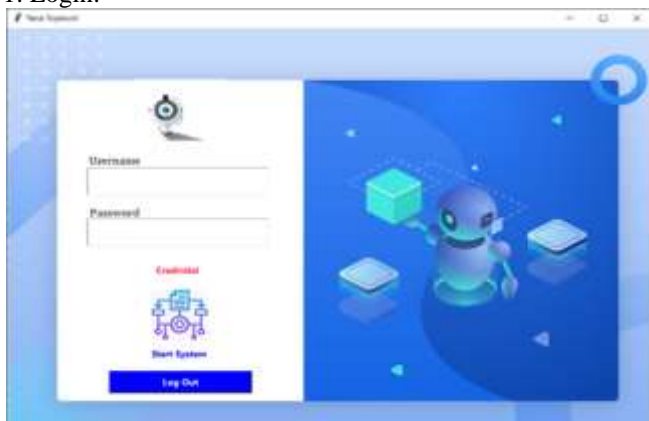 1. Login:
Username
Password
Credential
Start System
Log Out